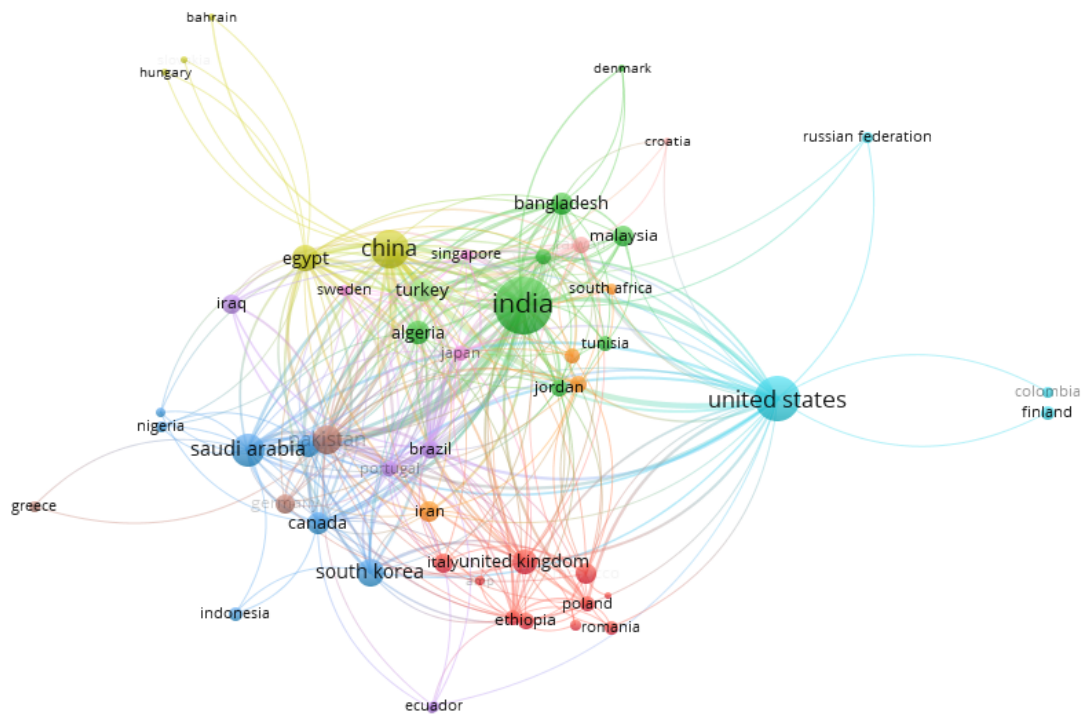 bahrain
hungary
denmark
croatia
russian federation
bangladesh
malaysia
china
egypt
singapore
sweden
turkey
south africa
iraq
india
algeria
japan
tunisia
jordan
united states
colombia
finland
nigeria
saudi arabia
pakistan
brazil
portugal
greece
germany
canada
iran
italy
united kingdom
south korea
poland
indonesia
ethiopia
romania
ecuador